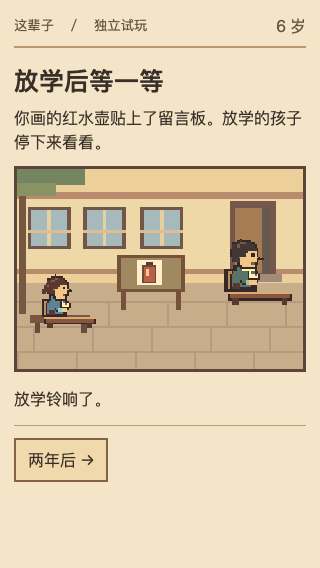 这辈子 / 独立试玩 6 岁
放学后等一等
你画的红水壶贴上了留言板。放学的孩子
停下来看看。
放学铃响了。
两年后 →